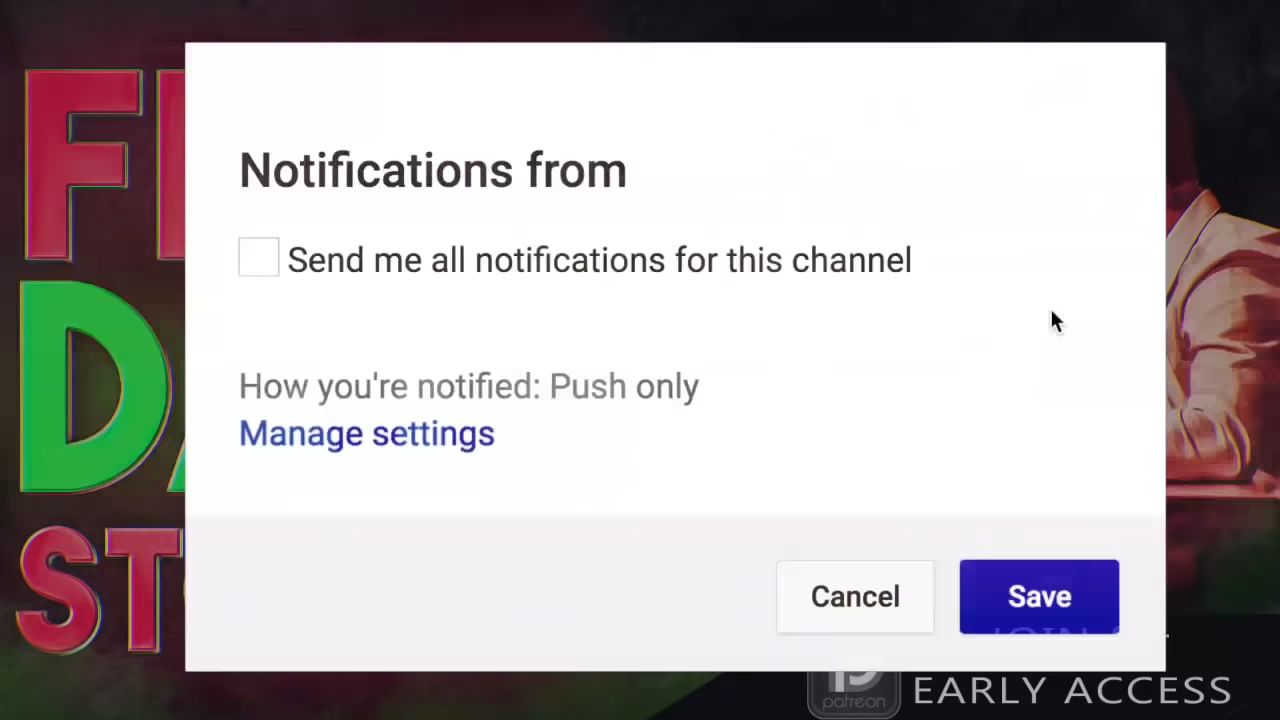 Notifications from
Send me all notifications for this channel
How you're notified: Push only
Manage settings
Cancel
Save
patreon
EARLY ACCESS